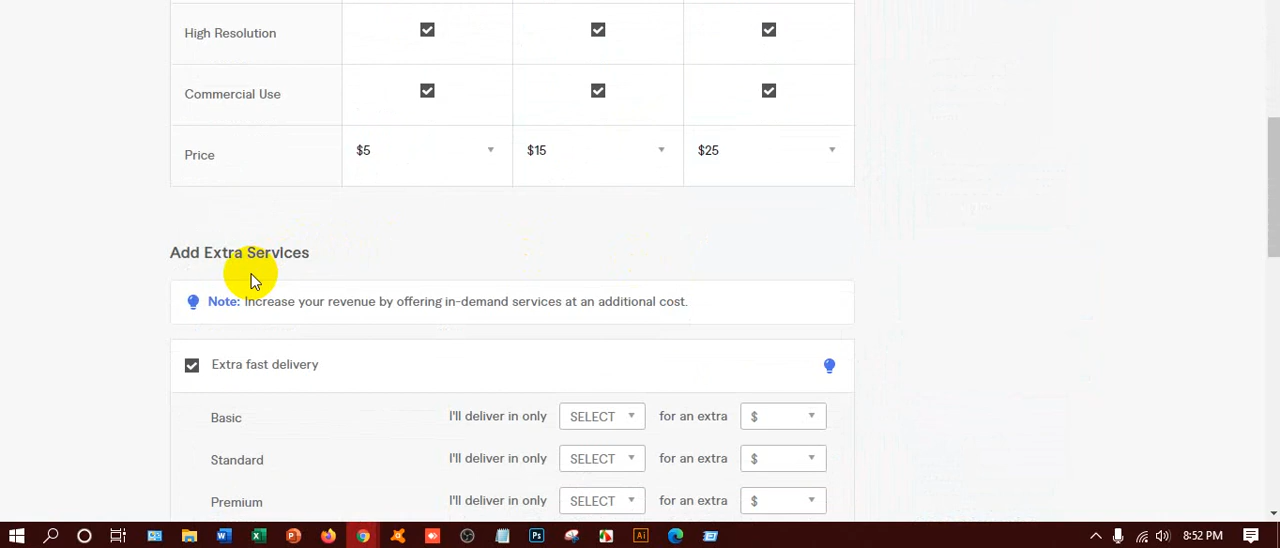 High Resolution
Commercial Use
Price $5 $15 $25
Add Extra Services
Note: Increase your revenue by offering in-demand services at an additional cost.
Extra fast delivery
Basic I'll deliver in only SELECT for an extra $
Standard I'll deliver in only SELECT for an extra $
Premium I'll deliver in only SELECT for an extra $
8:52 PM